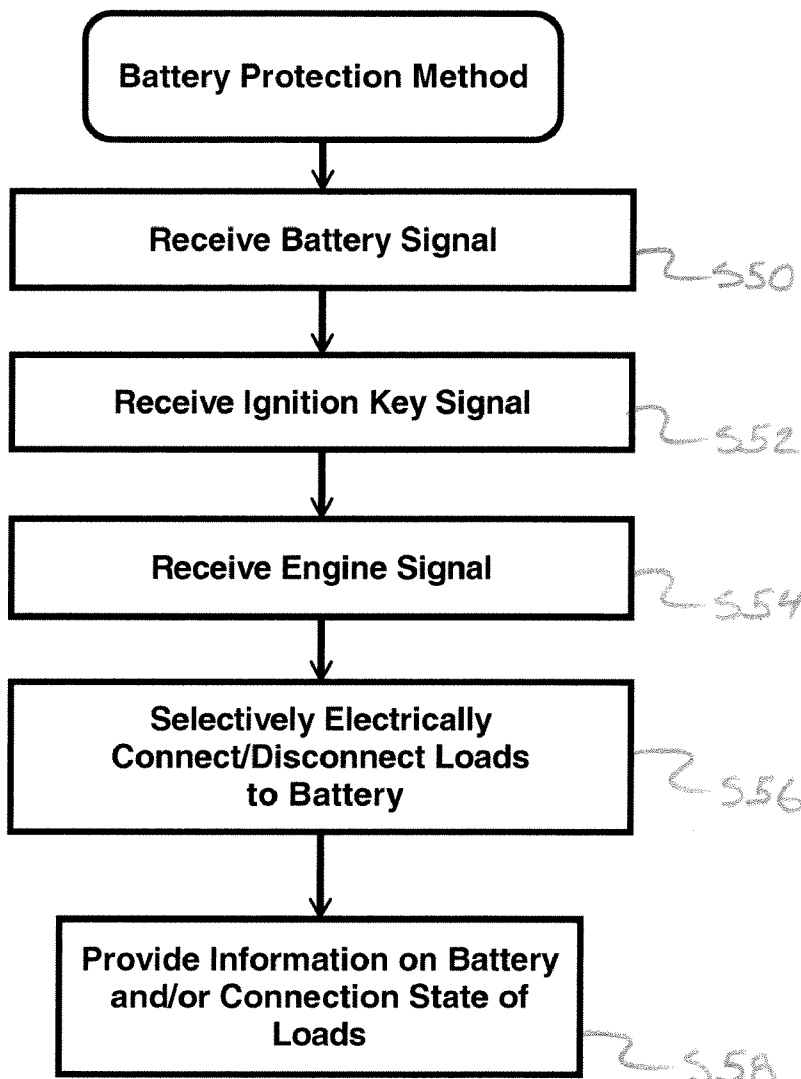 Battery Protection Method
Receive Battery Signal
S50
Receive Ignition Key Signal
S52
Receive Engine Signal
S54
Selectively Electrically
Connect/Disconnect Loads
to Battery
S56
Provide Information on Battery
and/or Connection State of
Loads
S58